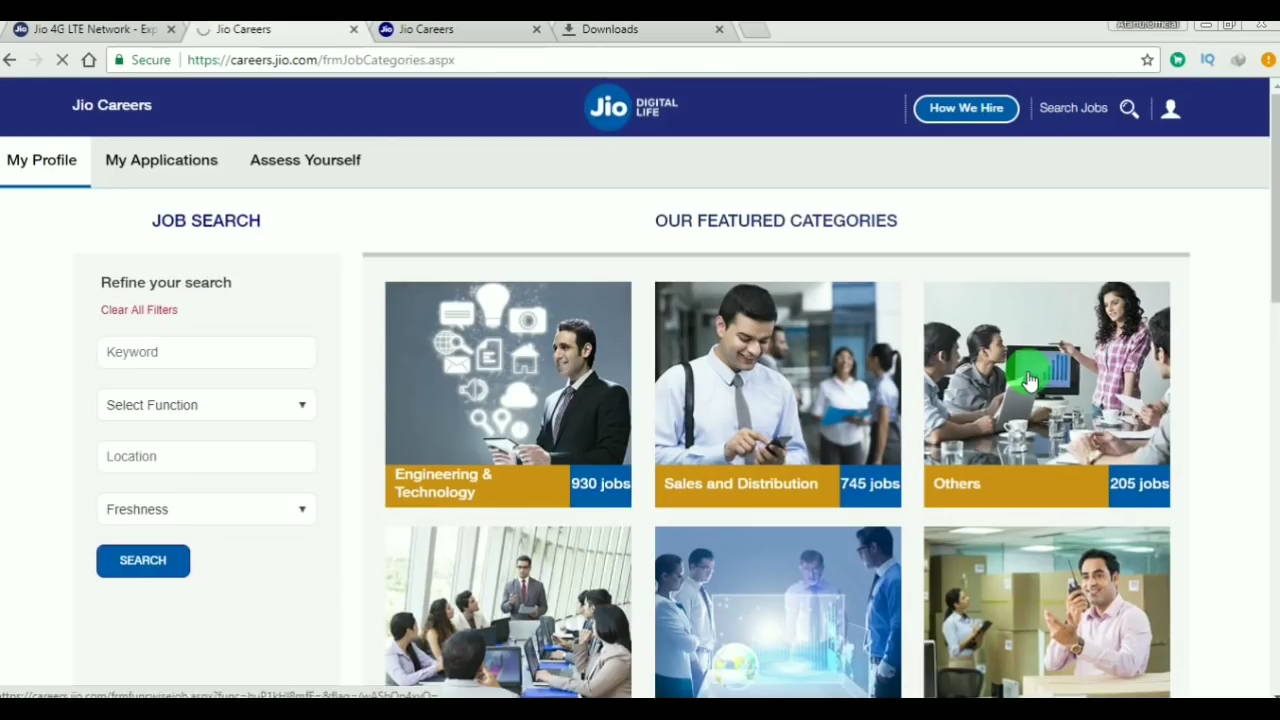 Jio 4G LTE Network - Exp
Jio Careers
Jio Careers
Downloads
Secure
https://careers.jio.com/frmJobCategories.aspx
IQ
Jio Careers
Jio
DIGITAL
LIFE
How We Hire
Search Jobs
My Profile
My Applications
Assess Yourself
JOB SEARCH
OUR FEATURED CATEGORIES
Refine your search
Clear All Filters
Keyword
Select Function
Location
Freshness
SEARCH
Engineering &
Technology
930 jobs
Sales and Distribution
745 jobs
Others
205 jobs